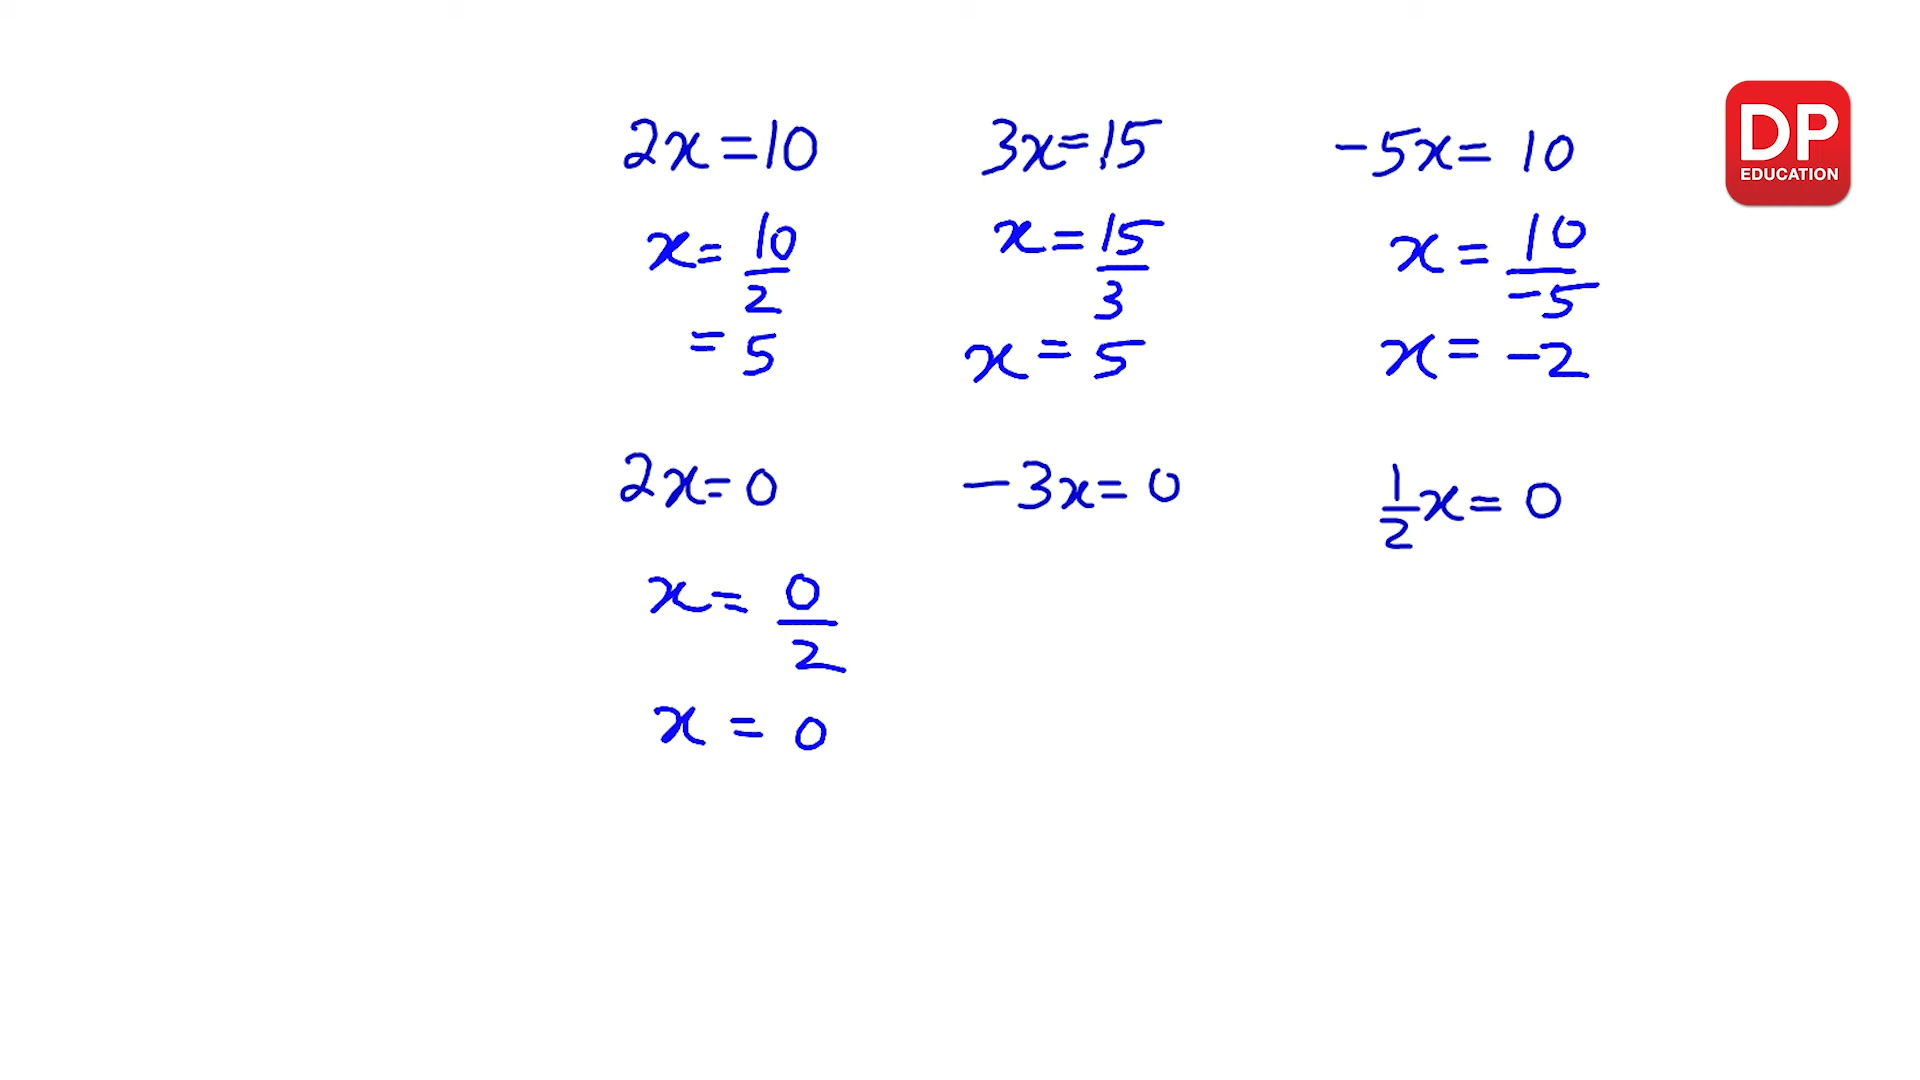 2x = 10
x = 10/2
= 5
3x = 15
x = 15/3
x = 5
-5x = 10
x = 10/-5
x = -2
2x = 0
x = 0/2
x = 0
-3x = 0
1/2 x = 0
DP
EDUCATION